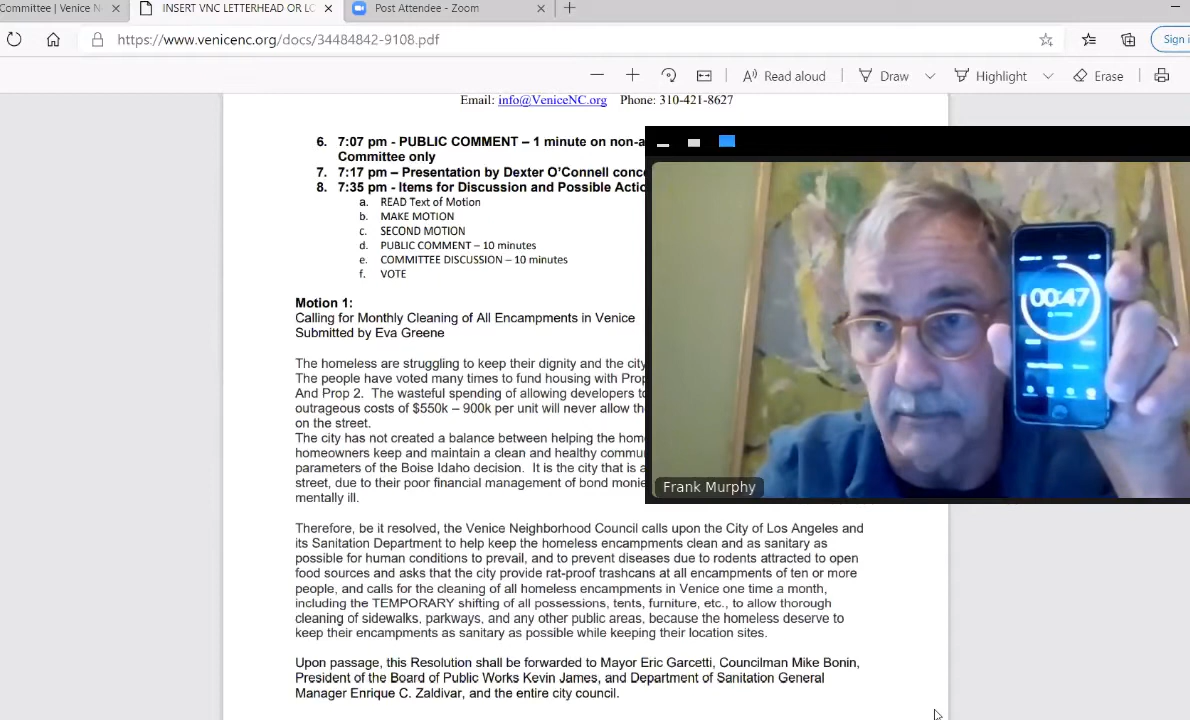 Committee | Venice N
INSERT VNC LETTERHEAD OR LC
Post Attendee - Zoom
https://www.venicenc.org/docs/34484842-9108.pdf
Sign i
Read aloud
Draw
Highlight
Erase
Email: info@VeniceNC.org Phone: 310-421-8627
6. 7:07 pm - PUBLIC COMMENT – 1 minute on non-a
Committee only
7. 7:17 pm – Presentation by Dexter O'Connell conc
8. 7:35 pm - Items for Discussion and Possible Actio
a. READ Text of Motion
b. MAKE MOTION
c. SECOND MOTION
d. PUBLIC COMMENT – 10 minutes
e. COMMITTEE DISCUSSION – 10 minutes
f. VOTE
Motion 1:
Calling for Monthly Cleaning of All Encampments in Venice
Submitted by Eva Greene
The homeless are struggling to keep their dignity and the city
The people have voted many times to fund housing with Prop
And Prop 2. The wasteful spending of allowing developers to
outrageous costs of $550k – 900k per unit will never allow th
on the street.
The city has not created a balance between helping the hom
homeowners keep and maintain a clean and healthy commu
parameters of the Boise Idaho decision. It is the city that is a
street, due to their poor financial management of bond monie
mentally ill.
Therefore, be it resolved, the Venice Neighborhood Council calls upon the City of Los Angeles and
its Sanitation Department to help keep the homeless encampments clean and as sanitary as
possible for human conditions to prevail, and to prevent diseases due to rodents attracted to open
food sources and asks that the city provide rat-proof trashcans at all encampments of ten or more
people, and calls for the cleaning of all homeless encampments in Venice one time a month,
including the TEMPORARY shifting of all possessions, tents, furniture, etc., to allow thorough
cleaning of sidewalks, parkways, and any other public areas, because the homeless deserve to
keep their encampments as sanitary as possible while keeping their location sites.
Upon passage, this Resolution shall be forwarded to Mayor Eric Garcetti, Councilman Mike Bonin,
President of the Board of Public Works Kevin James, and Department of Sanitation General
Manager Enrique C. Zaldivar, and the entire city council.
00:47
Frank Murphy